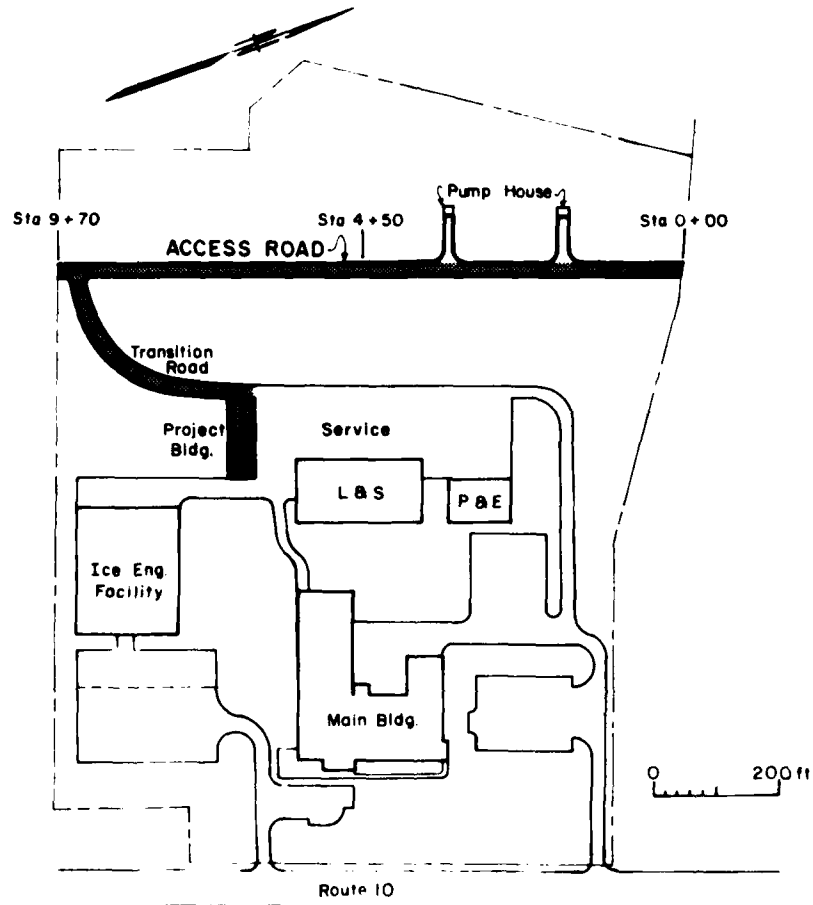 Pump House
Sta 9 + 70
Sta 4 + 50
Sta 0 + 00
ACCESS ROAD
Transition
Road
Project
Bldg.
Service
L & S
P & E
Ice Eng.
Facility
Main Bldg.
0
200 ft
Route 10